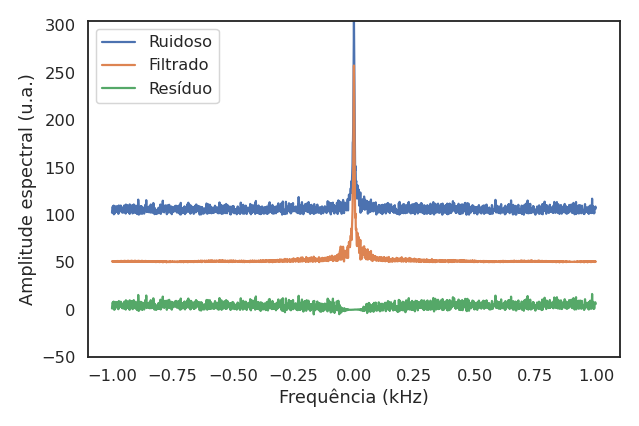 Ruidoso
Filtrado
Resíduo
300
250
200
150
100
50
0
−50
Amplitude espectral (u.a.)
−1.00 −0.75 −0.50 −0.25 0.00 0.25 0.50 0.75 1.00
Frequência (kHz)